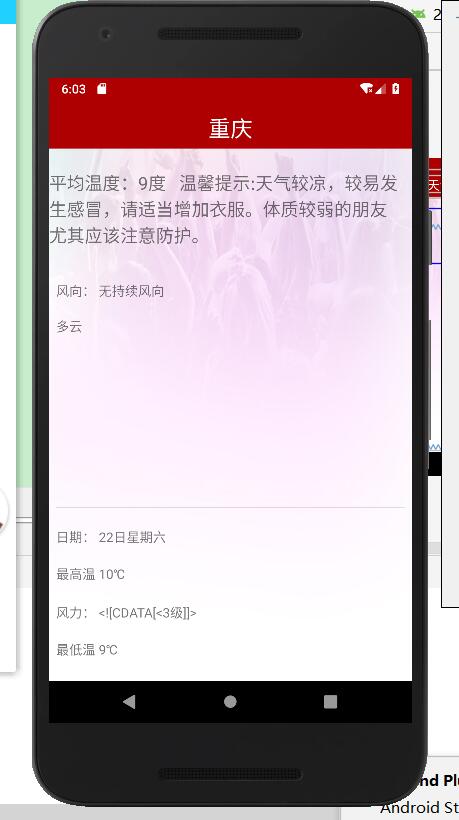 2
6:03
重庆
平均温度：9度 温馨提示:天气较凉，较易发
生感冒，请适当增加衣服。体质较弱的朋友
尤其应该注意防护。
风向： 无持续风向
多云
日期： 22日星期六
最高温 10℃
风力： <![CDATA[<3级]]>
最低温 9℃
nd Plu
Android St